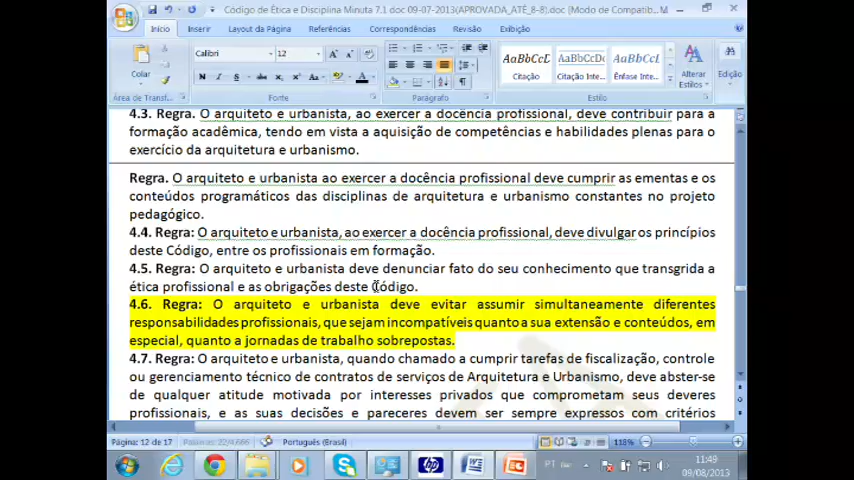 Código de Ética e Disciplina Minuta 7.1 doc 09-07-2013(APROVADA_ATÉ_8-8).doc [Modo de Compatib...
Início Inserir Layout da Página Referências Correspondências Revisão Exibição
Calibri 12
AaBbCcL AaBbCcDc AaBbCcL
Colar Citação Citação Inte... Ênfase Inte... Alterar Estilos Edição
Área de Transf... Fonte Parágrafo Estilo
4.3. Regra. O arquiteto e urbanista, ao exercer a docência profissional, deve contribuir para a
formação acadêmica, tendo em vista a aquisição de competências e habilidades plenas para o
exercício da arquitetura e urbanismo.
Regra. O arquiteto e urbanista ao exercer a docência profissional deve cumprir as ementas e os
conteúdos programáticos das disciplinas de arquitetura e urbanismo constantes no projeto
pedagógico.
4.4. Regra: O arquiteto e urbanista, ao exercer a docência profissional, deve divulgar os princípios
deste Código, entre os profissionais em formação.
4.5. Regra: O arquiteto e urbanista deve denunciar fato do seu conhecimento que transgrida a
ética profissional e as obrigações deste Código.
4.6. Regra: O arquiteto e urbanista deve evitar assumir simultaneamente diferentes
responsabilidades profissionais, que sejam incompatíveis quanto a sua extensão e conteúdos, em
especial, quanto a jornadas de trabalho sobrepostas.
4.7. Regra: O arquiteto e urbanista, quando chamado a cumprir tarefas de fiscalização, controle
ou gerenciamento técnico de contratos de serviços de Arquitetura e Urbanismo, deve abster-se
de qualquer atitude motivada por interesses privados que comprometam seus deveres
profissionais, e as suas decisões e pareceres devem ser sempre expressos com critérios
Página: 12 de 17 Palavras: 22/4.666 Português (Brasil) 118%
PT 11:49
09/08/2013